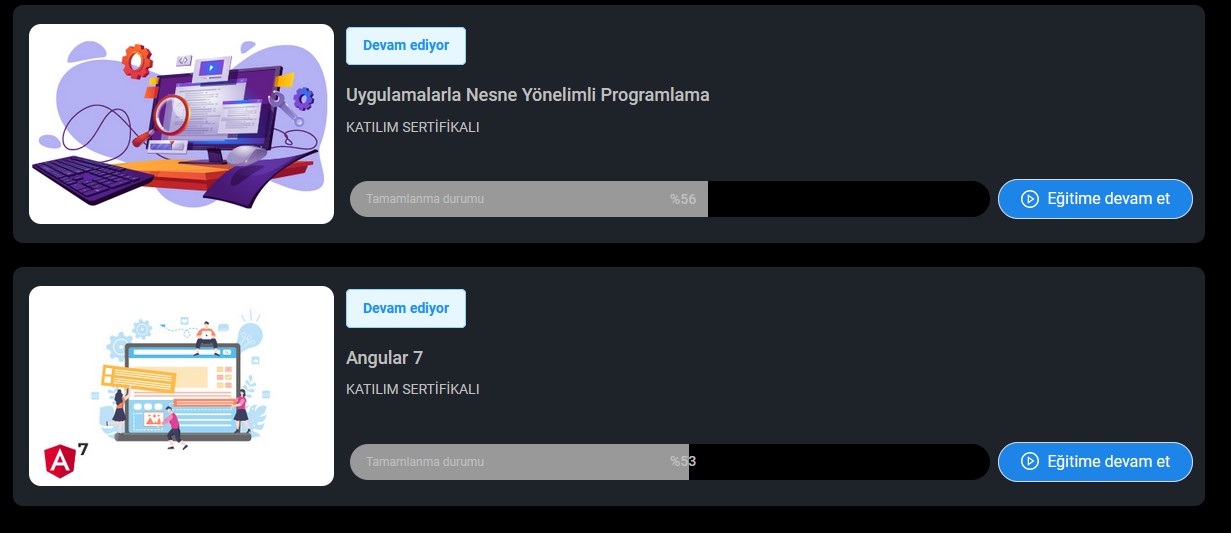 Devam ediyor
Uygulamalarla Nesne Yönelimli Programlama
KATILIM SERTİFİKALI
Tamamlanma durumu %56 Eğitime devam et
Devam ediyor
Angular 7
KATILIM SERTİFİKALI
A 7
Tamamlanma durumu %53 Eğitime devam et